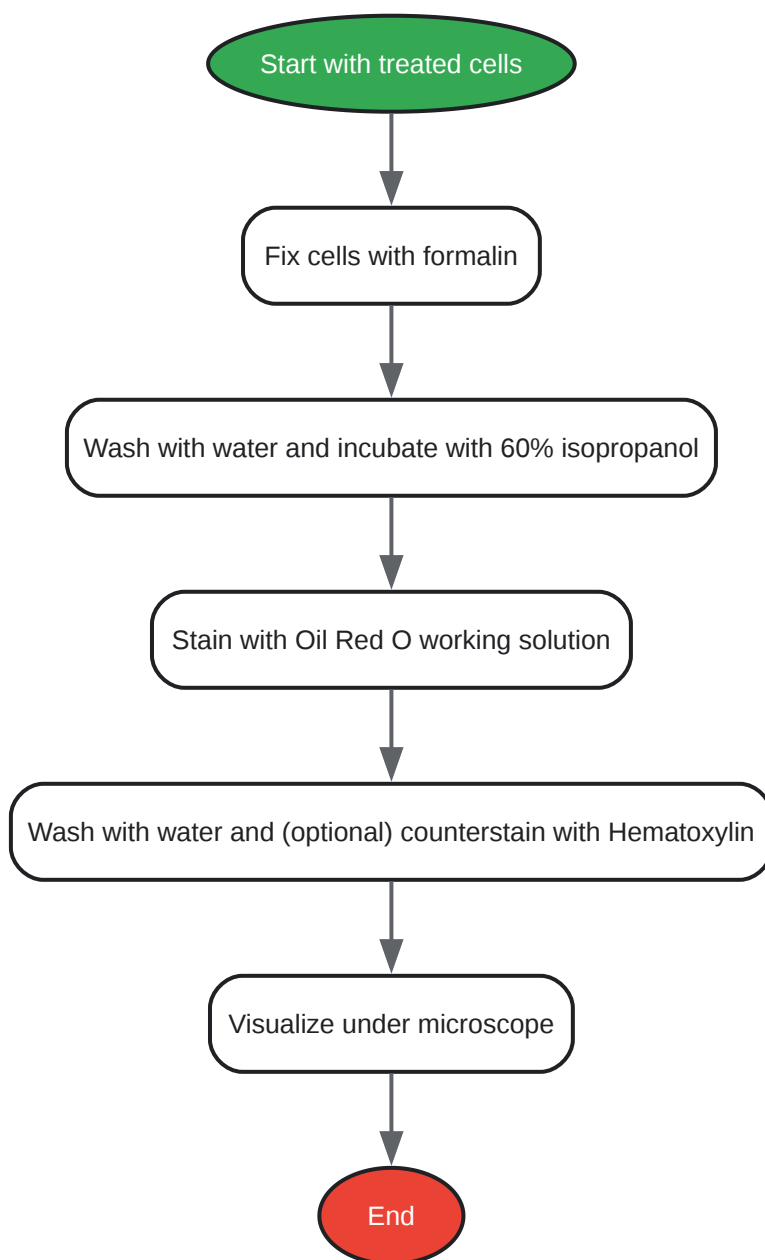 Start with treated cells
Fix cells with formalin
Wash with water and incubate with 60% isopropanol
Stain with Oil Red O working solution
Wash with water and (optional) counterstain with Hematoxylin
Visualize under microscope
End